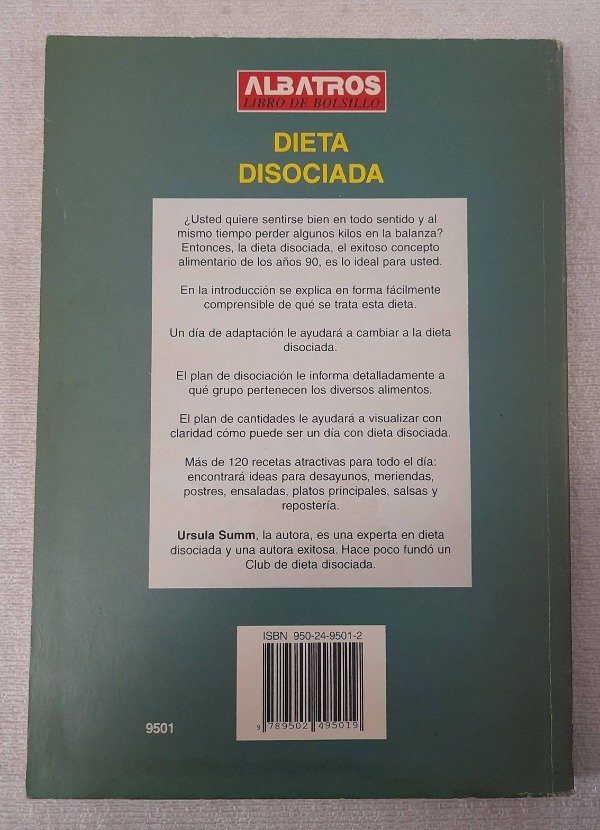 ALBATROS
LIBRO DE BOLSILLO
DIETA
DISOCIADA
¿Usted quiere sentirse bien en todo sentido y al
mismo tiempo perder algunos kilos en la balanza?
Entonces, la dieta disociada, el exitoso concepto
alimentario de los años 90, es lo ideal para usted.
En la introducción se explica en forma fácilmente
comprensible de qué se trata esta dieta.
Un día de adaptación le ayudará a cambiar a la dieta
disociada.
El plan de disociación le informa detalladamente a
qué grupo pertenecen los diversos alimentos.
El plan de cantidades le ayudará a visualizar con
claridad cómo puede ser un día con dieta disociada.
Más de 120 recetas atractivas para todo el día:
encontrará ideas para desayunos, meriendas,
postres, ensaladas, platos principales, salsas y
repostería.
Ursula Summ, la autora, es una experta en dieta
disociada y una autora exitosa. Hace poco fundó un
Club de dieta disociada.
ISBN 950-24-9501-2
9 789502 495019
9501